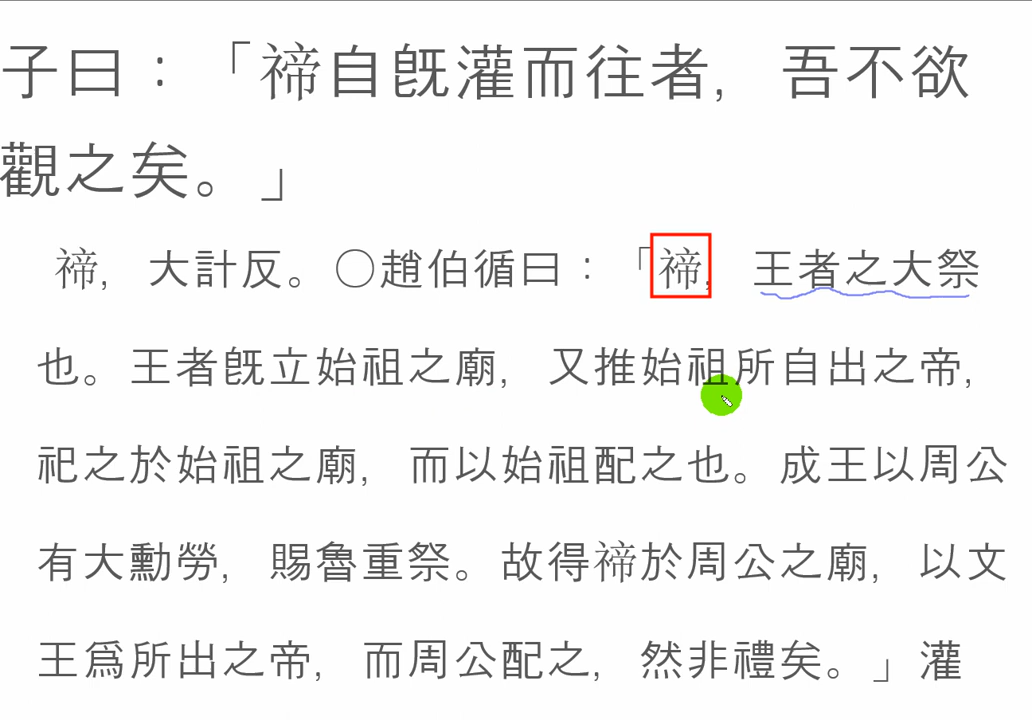 子曰：「禘自旣灌而往者，吾不欲
觀之矣。」
禘，大計反。〇趙伯循曰：「禘，王者之大祭
也。王者旣立始祖之廟，又推始祖所自出之帝，
祀之於始祖之廟，而以始祖配之也。成王以周公
有大勳勞，賜魯重祭。故得禘於周公之廟，以文
王爲所出之帝，而周公配之，然非禮矣。」灌